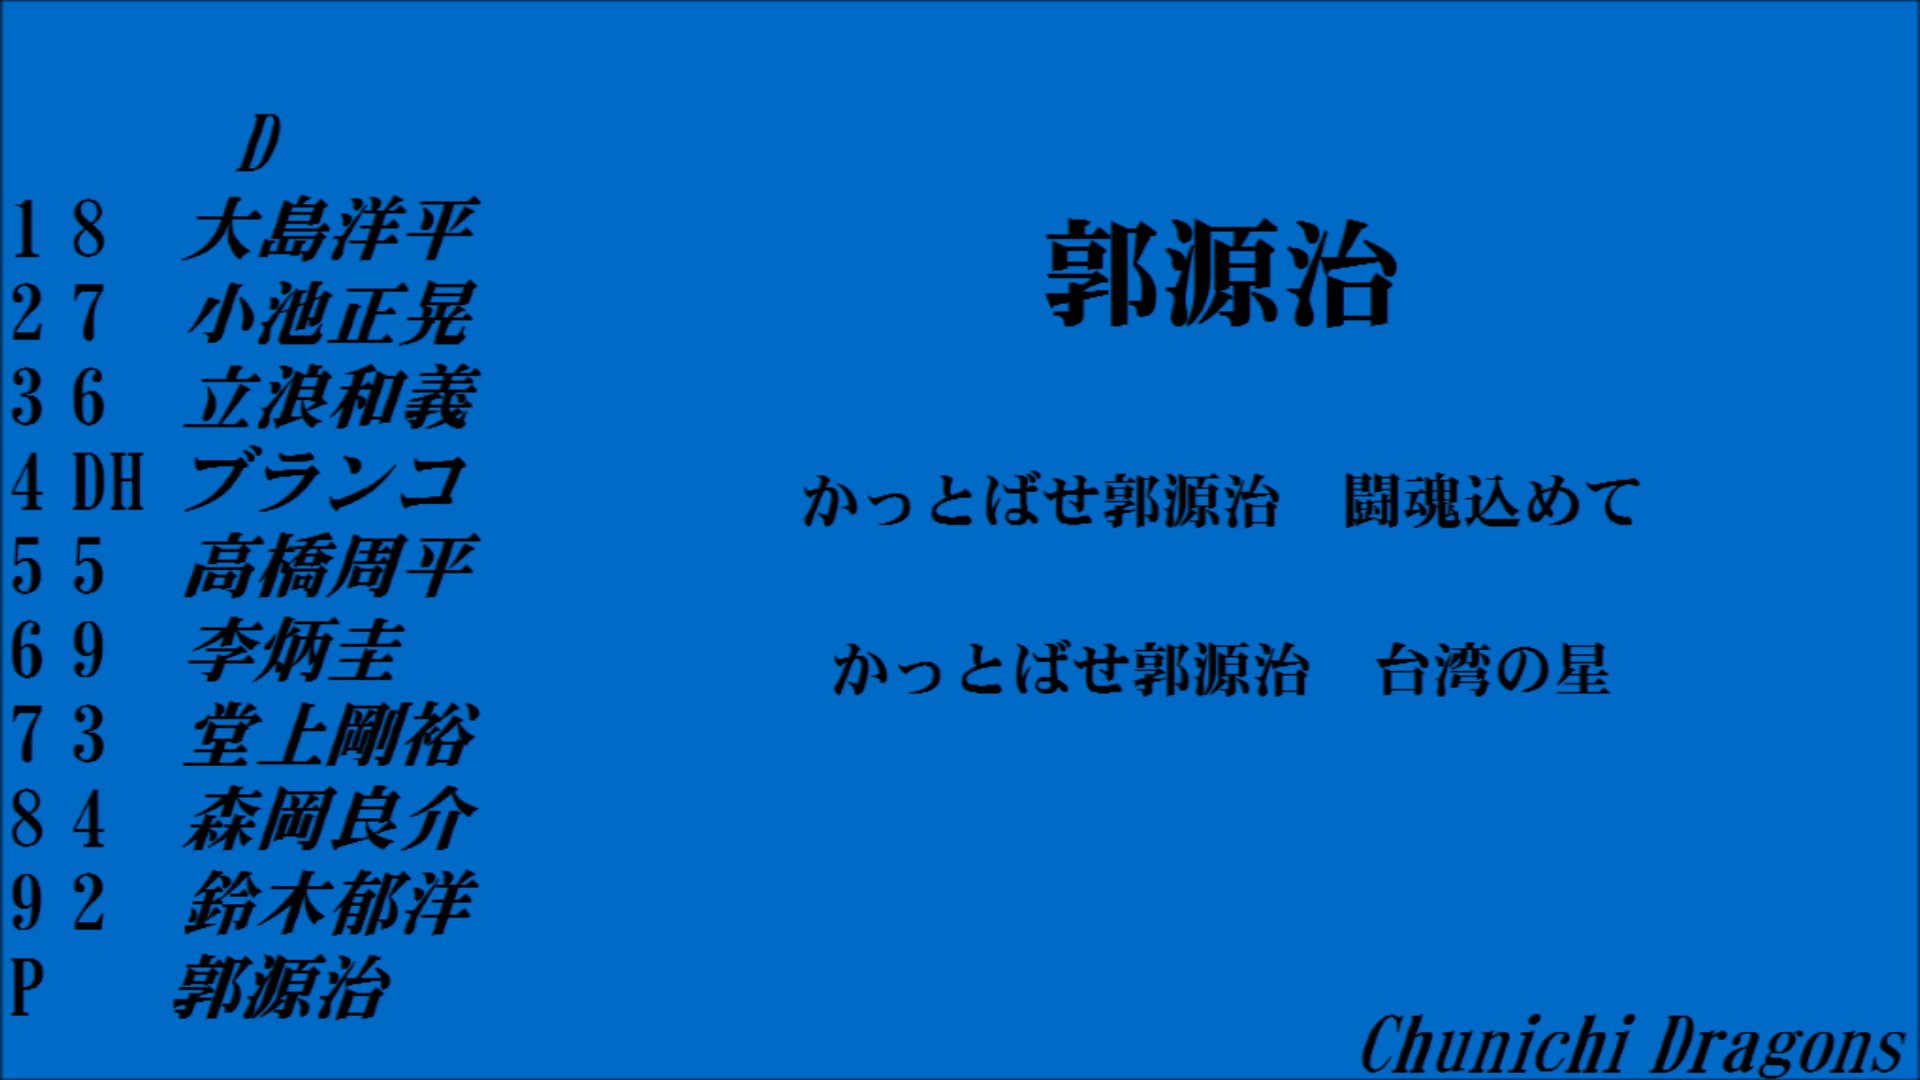 D
1 8 大島洋平
2 7 小池正晃
3 6 立浪和義
4 DH ブランコ
5 5 高橋周平
6 9 李炳圭
7 3 堂上剛裕
8 4 森岡良介
9 2 鈴木郁洋
P 郭源治
郭源治
かっとばせ郭源治 闘魂込めて
かっとばせ郭源治 台湾の星
Chunichi Dragons